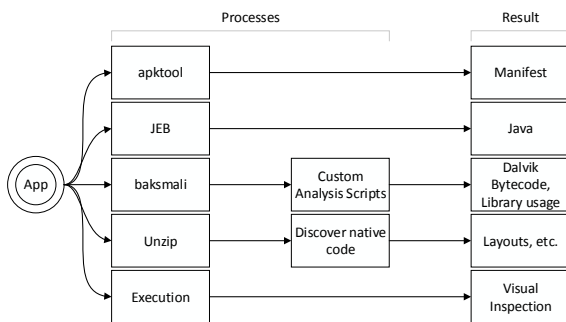 Processes
Result
apktool
Manifest
JEB
Java
App
baksmali
Custom
Analysis Scripts
Dalvik
Bytecode,
Library usage
Unzip
Discover native
code
Layouts, etc.
Execution
Visual
Inspection